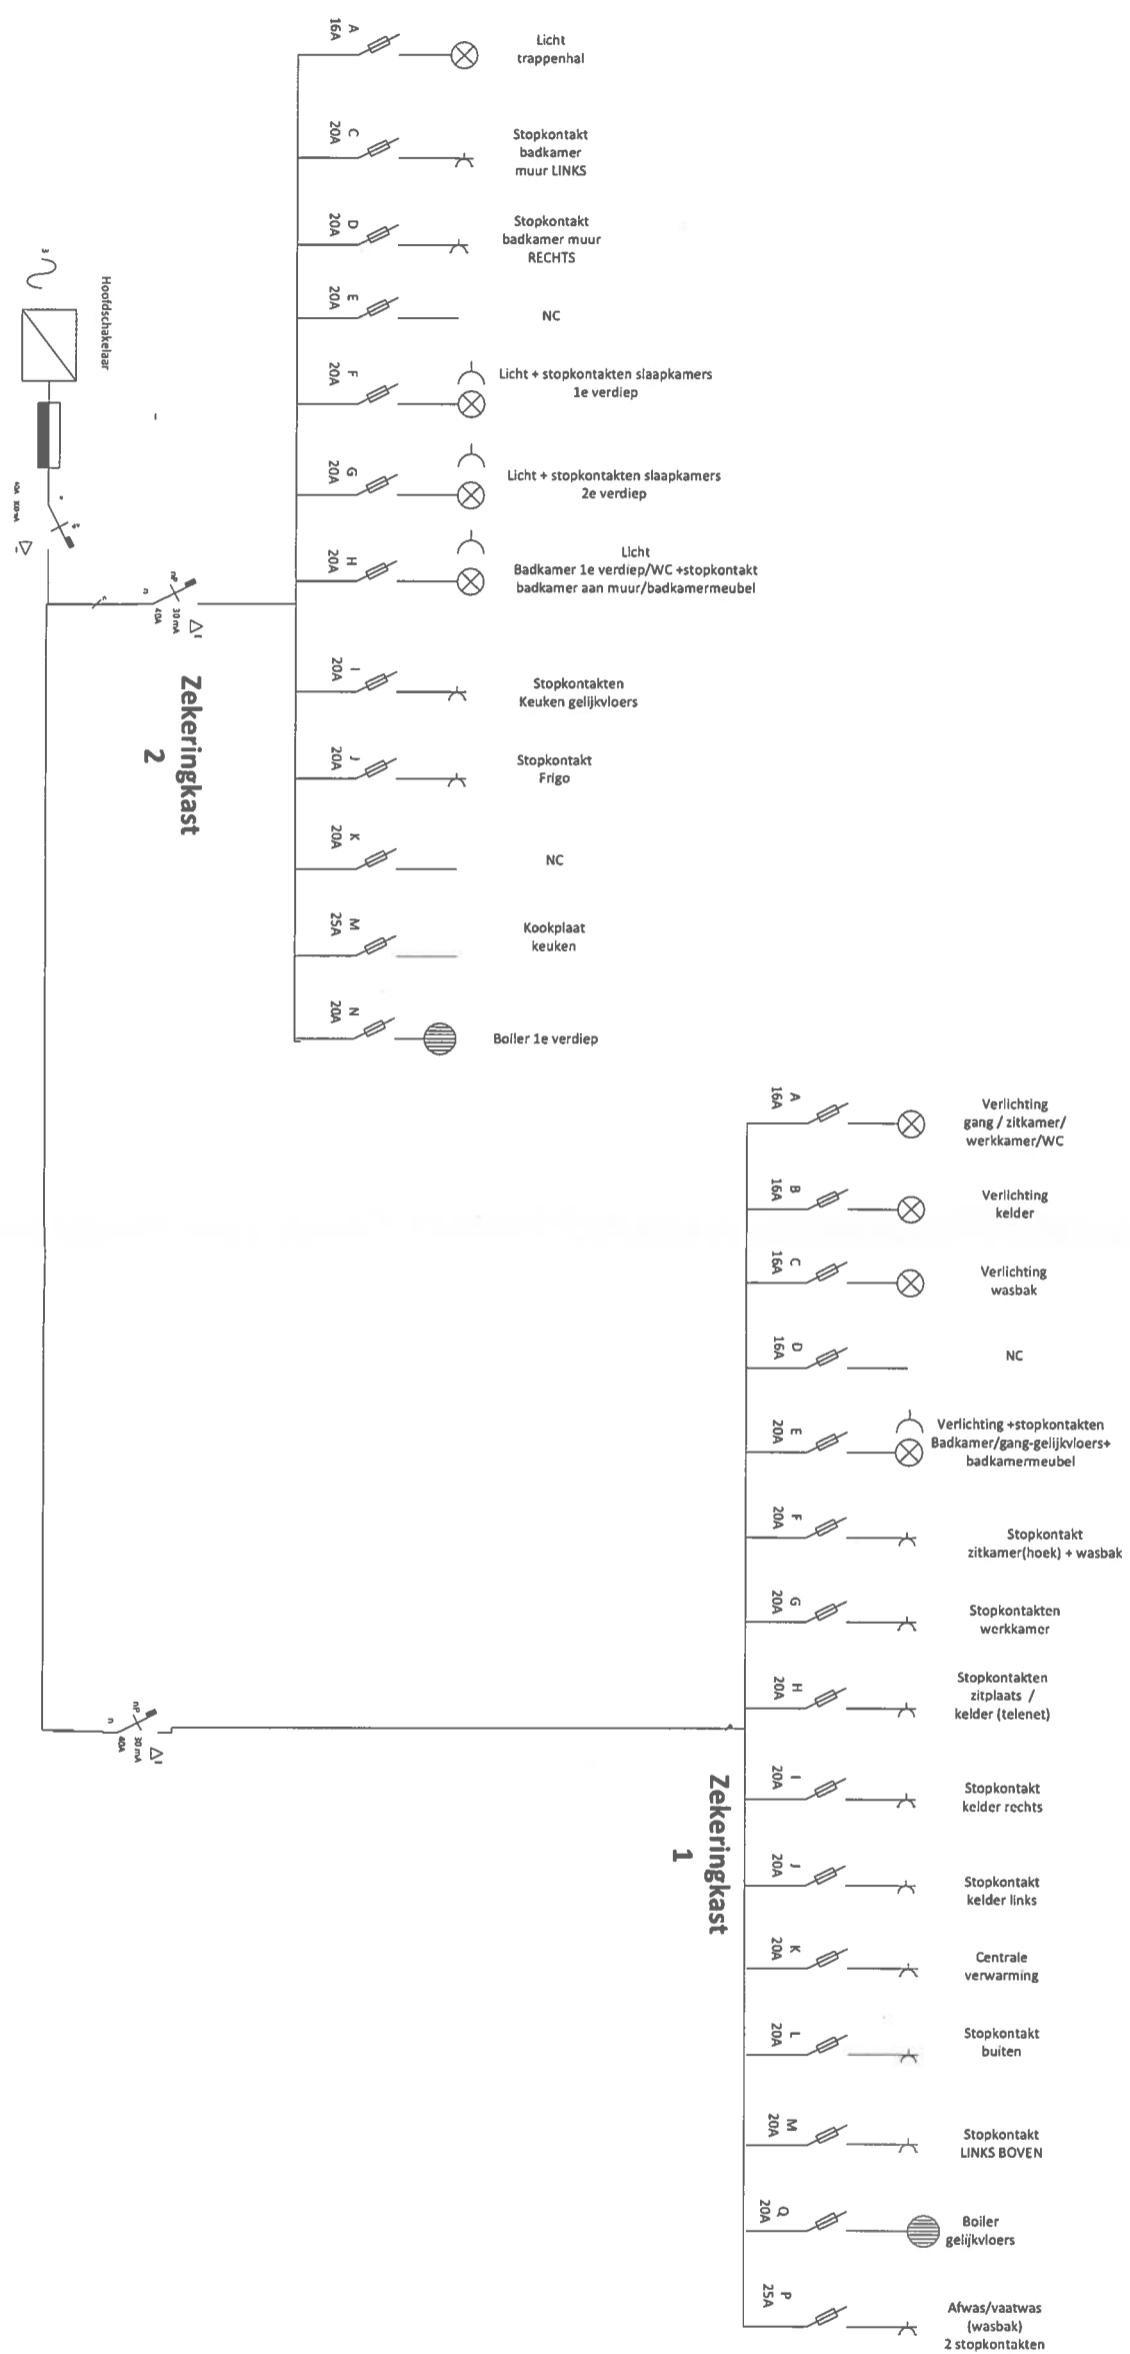 A
16A
Licht
trappenhal
C
20A
Stopkontakt
badkamer
muur LINKS
D
20A
Stopkontakt
badkamer muur
RECHTS
E
20A
NC
F
20A
Licht + stopkontakten slaapkamers
1e verdiep
G
20A
Licht + stopkontakten slaapkamers
2e verdiep
H
20A
Licht
Badkamer 1e verdiep/WC +stopkontakt
badkamer aan muur/badkamermeubel
I
20A
Stopkontakten
Keuken gelijkvloers
J
20A
Stopkontakt
Frigo
K
20A
NC
M
25A
Kookplaat
keuken
N
20A
Boiler 1e verdiep
Hoofdschakelaar
3
40A 300mA
nP
n
30 mA
40A
Zekeringkast
2
A
16A
Verlichting
gang / zitkamer/
werkkamer/WC
B
16A
Verlichting
kelder
C
16A
Verlichting
wasbak
D
16A
NC
E
20A
Verlichting +stopkontakten
Badkamer/gang-gelijkvloers+
badkamermeubel
F
20A
Stopkontakt
zitkamer(hoek) + wasbak
G
20A
Stopkontakten
werkkamer
H
20A
Stopkontakten
zitplaats /
kelder (telenet)
I
20A
Stopkontakt
kelder rechts
J
20A
Stopkontakt
kelder links
K
20A
Centrale
verwarming
L
20A
Stopkontakt
buiten
M
20A
Stopkontakt
LINKS BOVEN
Q
20A
Boiler
gelijkvloers
P
25A
Afwas/vaatwas
(wasbak)
2 stopkontakten
nP
n
30 mA
40A
Zekeringkast
1